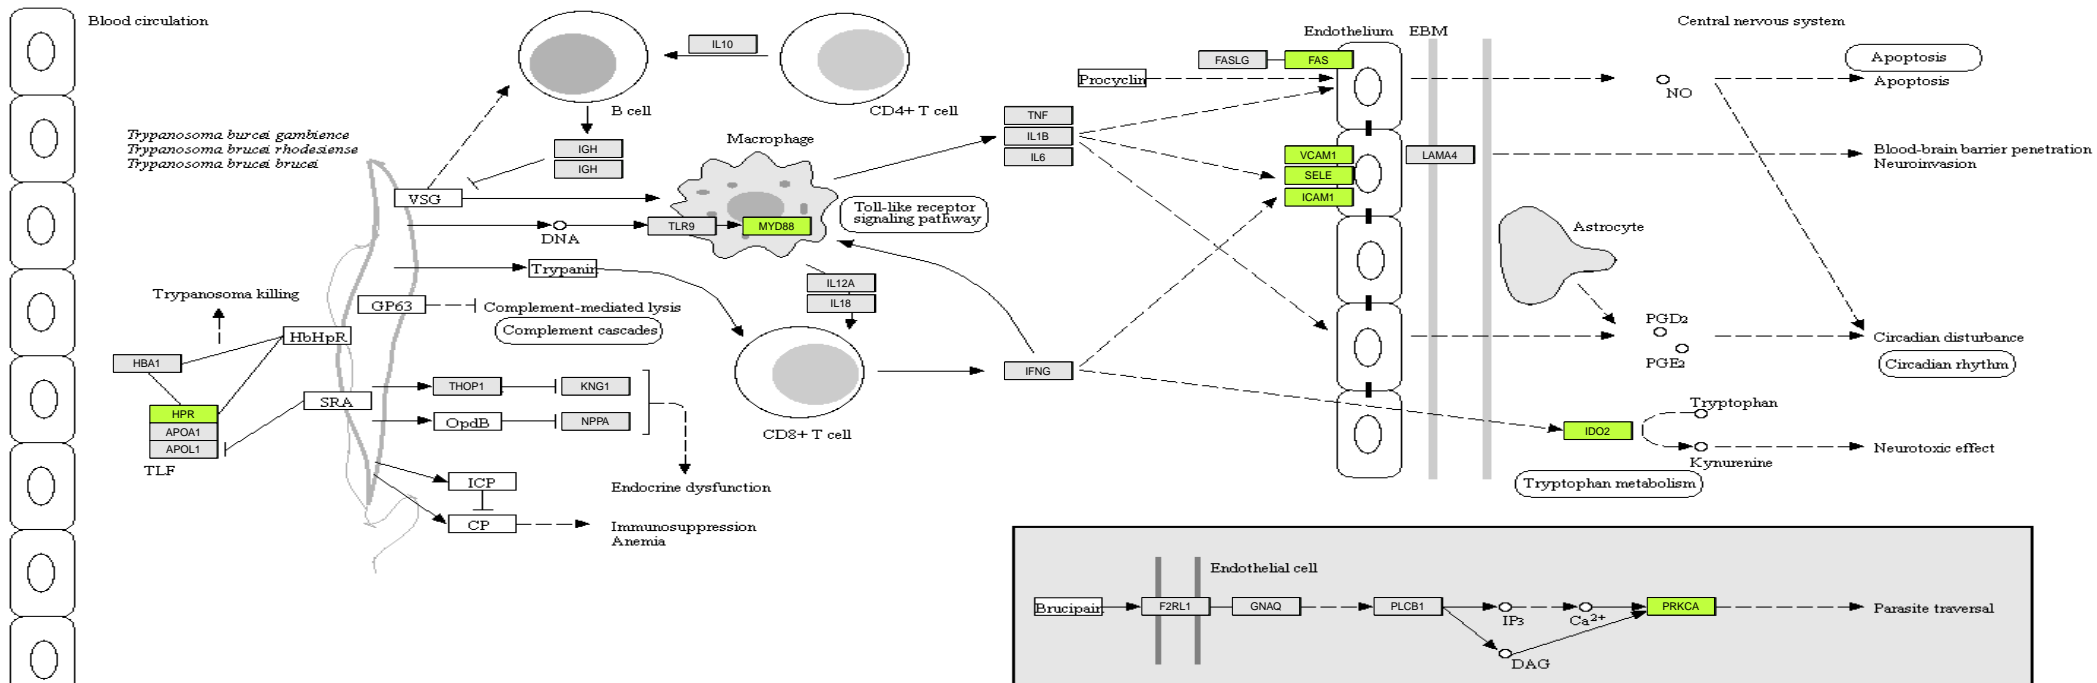 Blood circulation
IL10
B cell
CD4+ T cell
Trypanosoma burcei gambience
Trypanosoma brucei rhodesiense
Trypanosoma brucei brucei
IGH
IGH
Macrophage
VSG
DNA
TLR9
MYD88
Toll-like receptor
signaling pathway
Trypanin
IL12A
IL18
Trypanosoma killing
GP63
Complement-mediated lysis
Complement cascades
HbHpR
HBA1
HPR
APOA1
APOL1
TLF
SRA
THOP1
KNG1
OpdB
NPPA
CD8+ T cell
ICP
CP
Endocrine dysfunction
Immunosuppression
Anemia
TNF
IL1B
IL6
IFNG
Procyclin
FASLG
FAS
Endothelium
EBM
VCAM1
SELE
ICAM1
LAMA4
Central nervous system
Apoptosis
Apoptosis
NO
Blood-brain barrier penetration
Neuroinvasion
Astrocyte
PGD2
PGE2
Circadian disturbance
Circadian rhythm
IDO2
Tryptophan
Kynurenine
Neurotoxic effect
Tryptophan metabolism
Endothelial cell
Brucipain
F2RL1
GNAQ
PLCB1
IP3
Ca2+
DAG
PRKCA
Parasite traversal